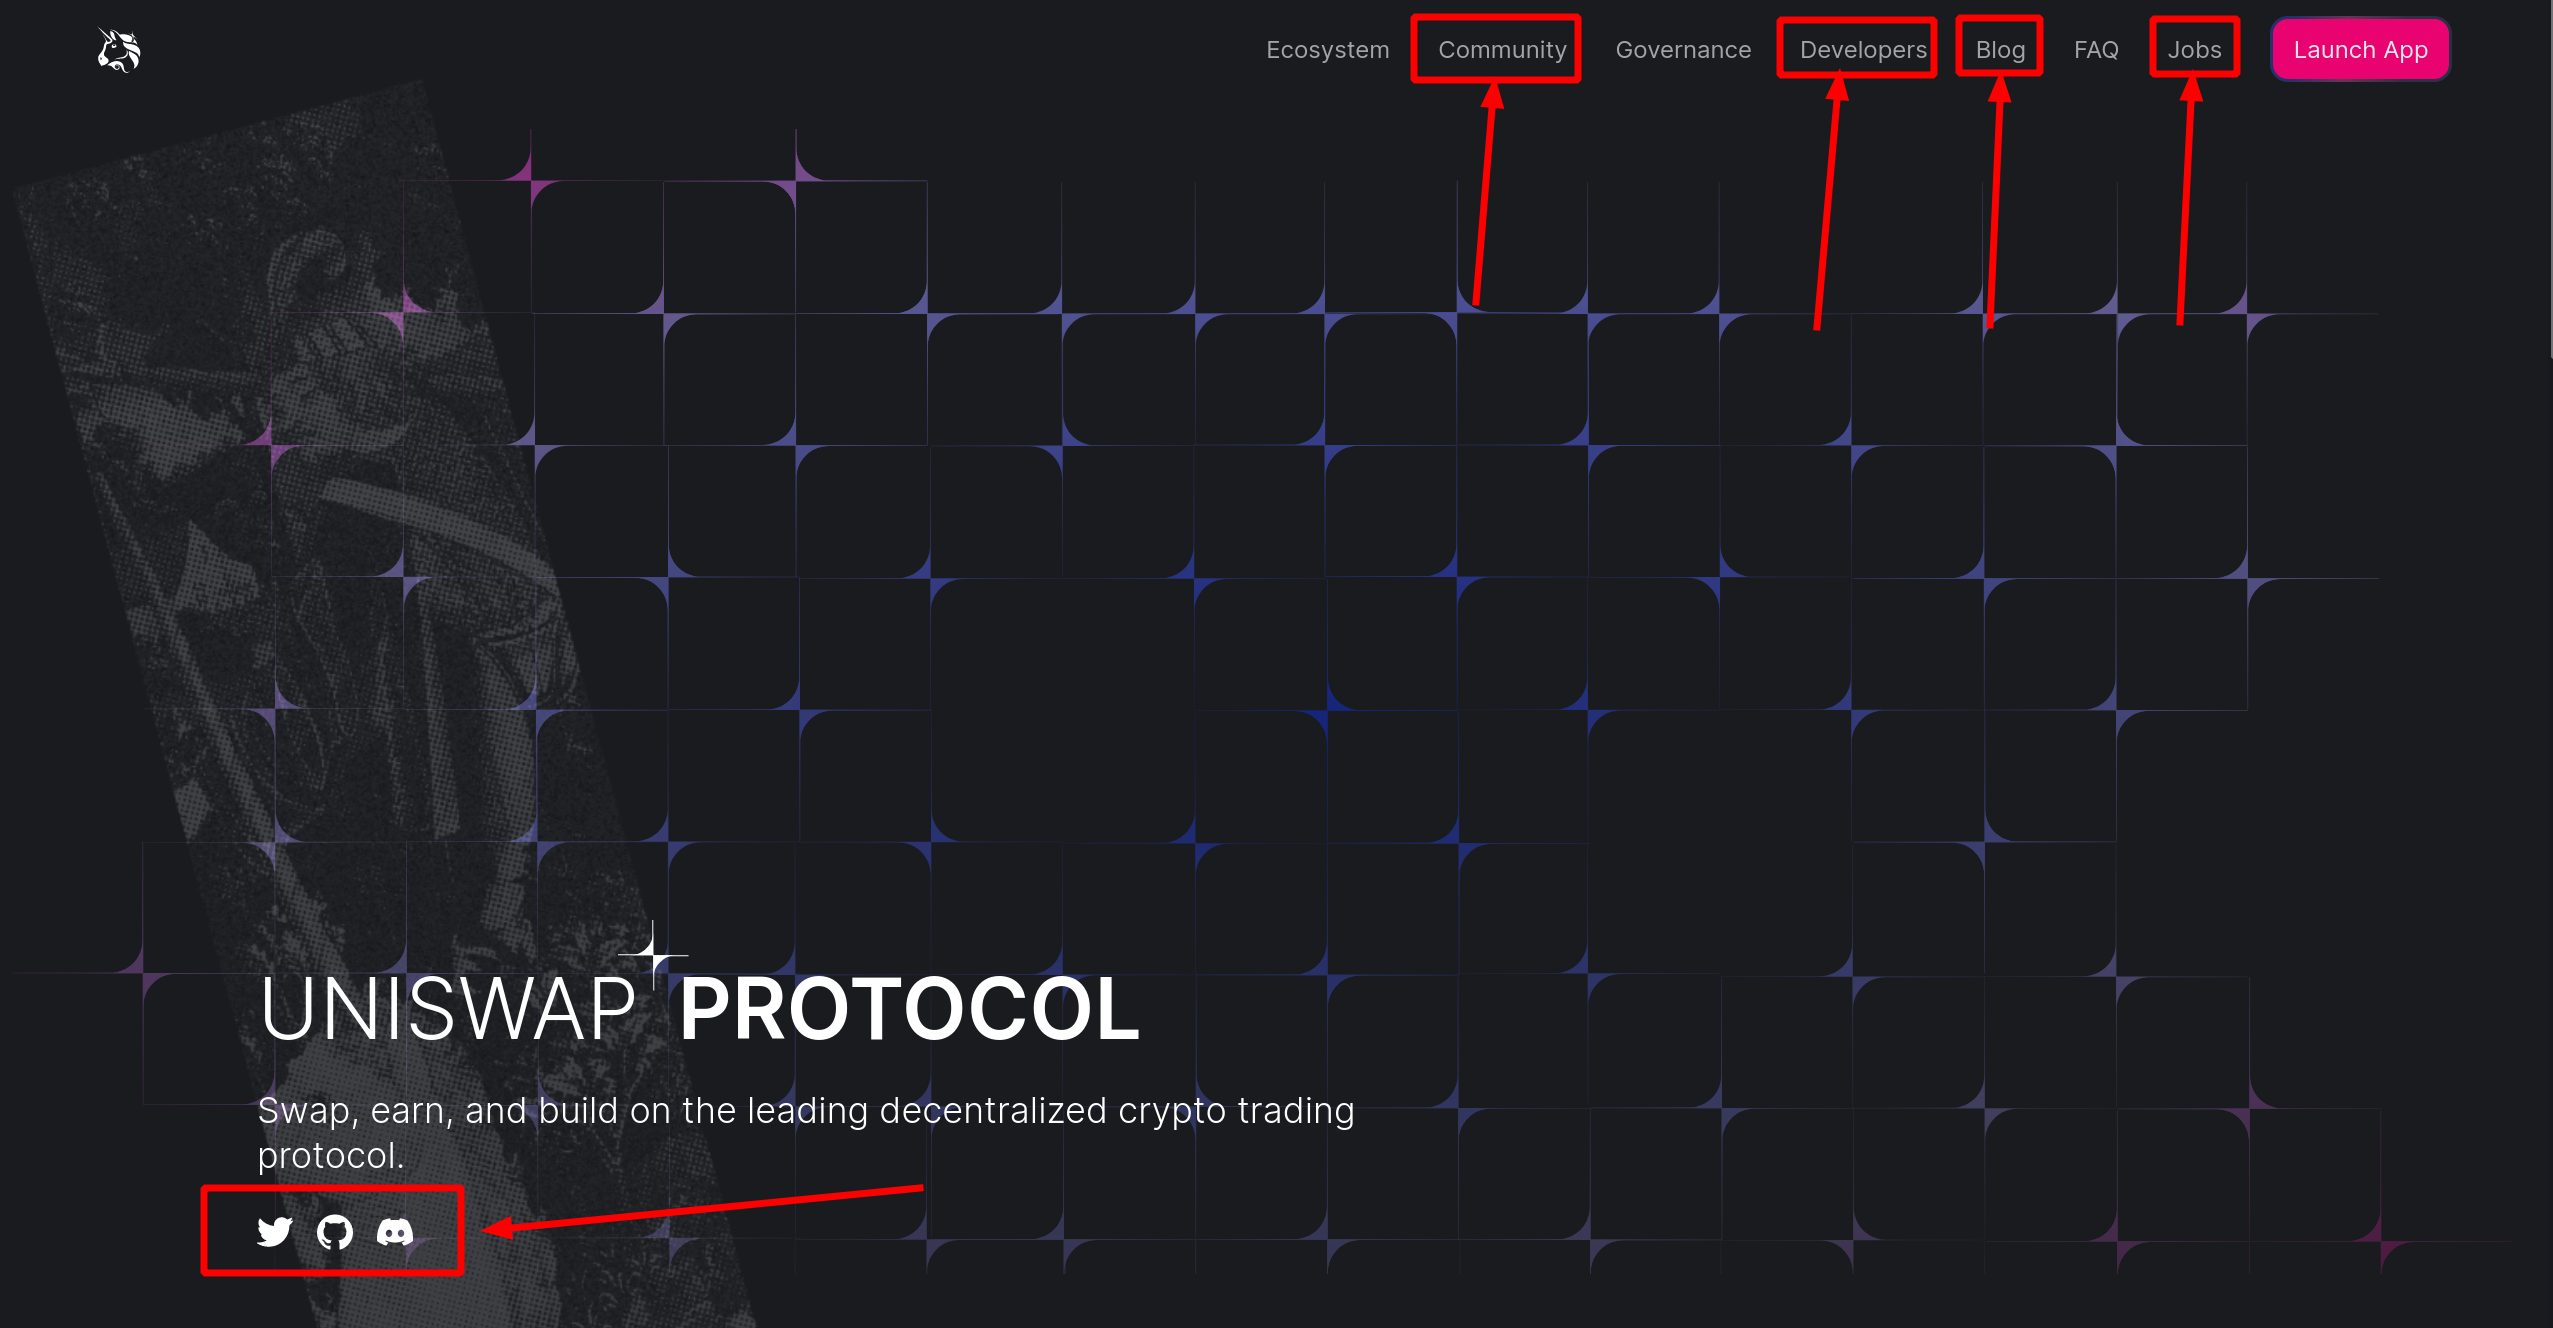 Ecosystem Community Governance Developers Blog FAQ Jobs Launch App
UNISWAP PROTOCOL
Swap, earn, and build on the leading decentralized crypto trading
protocol.